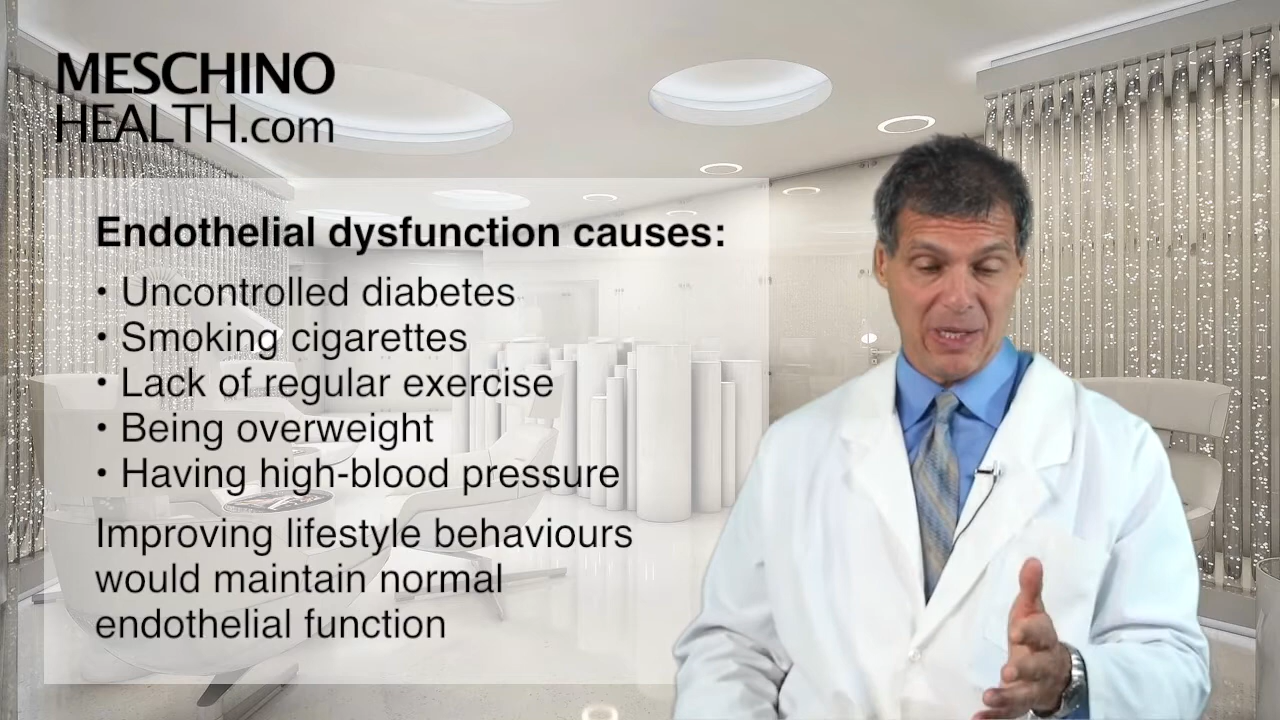 MESCHINO
HEALTH.com
Endothelial dysfunction causes:
• Uncontrolled diabetes
• Smoking cigarettes
• Lack of regular exercise
• Being overweight
• Having high-blood pressure
Improving lifestyle behaviours
would maintain normal
endothelial function